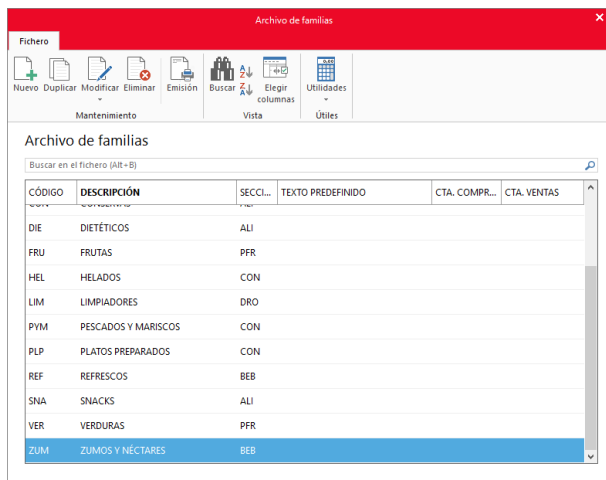 Archivo de familias
Fichero
Nuevo Duplicar Modificar Eliminar Emisión Buscar Elegir columnas Utilidades
Mantenimiento Vista Útiles
Archivo de familias
Buscar en el fichero (Alt+B)
CÓDIGO DESCRIPCIÓN SECCI... TEXTO PREDEFINIDO CTA. COMPR... CTA. VENTAS
DIE DIETÉTICOS ALI
FRU FRUTAS PFR
HEL HELADOS CON
LIM LIMPIADORES DRO
PYM PESCADOS Y MARISCOS CON
PLP PLATOS PREPARADOS CON
REF REFRESCOS BEB
SNA SNACKS ALI
VER VERDURAS PFR
ZUM ZUMOS Y NÉCTARES BEB